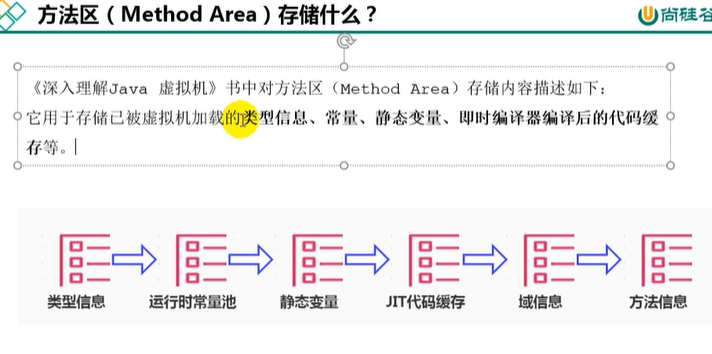 方法区（Method Area）存储什么？
尚硅谷
《深入理解Java 虚拟机》书中对方法区（Method Area）存储内容描述如下：
它用于存储已被虚拟机加载的类型信息、常量、静态变量、即时编译器编译后的代码缓
存等。
类型信息 运行时常量池 静态变量 JIT代码缓存 域信息 方法信息